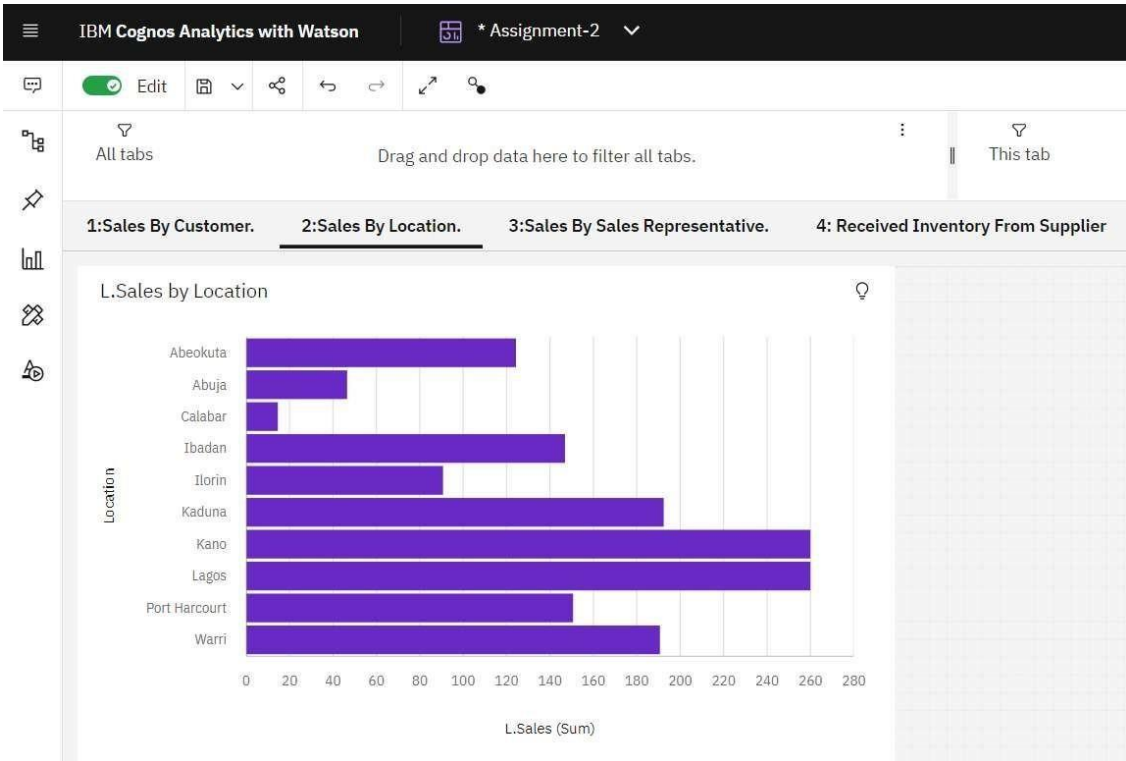 IBM Cognos Analytics with Watson
* Assignment-2
Edit
All tabs
Drag and drop data here to filter all tabs.
This tab
1:Sales By Customer.
2:Sales By Location.
3:Sales By Sales Representative.
4: Received Inventory From Supplier
L.Sales by Location
Location
Abeokuta
Abuja
Calabar
Ibadan
Ilorin
Kaduna
Kano
Lagos
Port Harcourt
Warri
0 20 40 60 80 100 120 140 160 180 200 220 240 260 280
L.Sales (Sum)